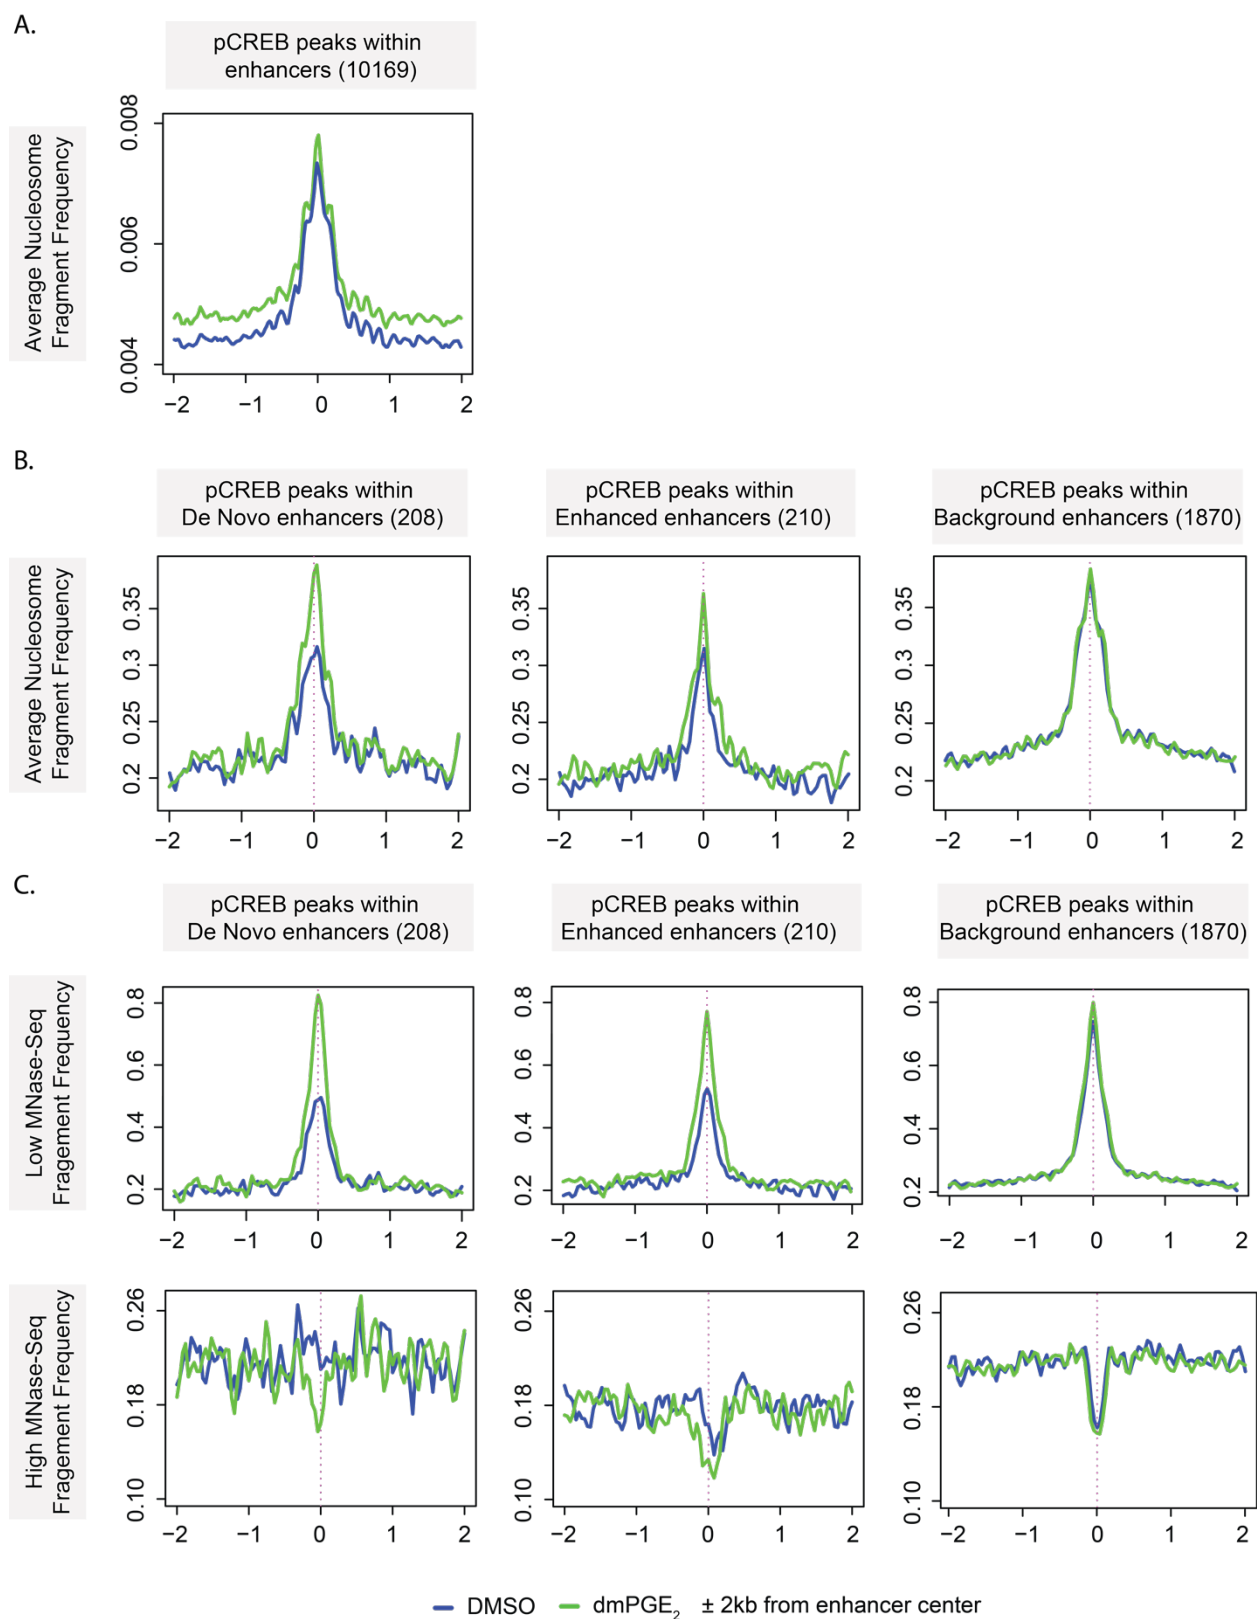 A.
pCREB peaks within
enhancers (10169)
Average Nucleosome
Fragment Frequency
0.008
0.006
0.004
−2 −1 0 1 2
B.
pCREB peaks within
De Novo enhancers (208)
pCREB peaks within
Enhanced enhancers (210)
pCREB peaks within
Background enhancers (1870)
Average Nucleosome
Fragment Frequency
0.35
0.3
0.25
0.2
−2 −1 0 1 2
0.35
0.3
0.25
0.2
−2 −1 0 1 2
0.35
0.3
0.25
0.2
−2 −1 0 1 2
C.
pCREB peaks within
De Novo enhancers (208)
pCREB peaks within
Enhanced enhancers (210)
pCREB peaks within
Background enhancers (1870)
Low MNase-Seq
Fragement Frequency
0.8
0.6
0.4
0.2
−2 −1 0 1 2
0.8
0.6
0.4
0.2
−2 −1 0 1 2
0.8
0.6
0.4
0.2
−2 −1 0 1 2
High MNase-Seq
Fragement Frequency
0.26
0.18
0.10
−2 −1 0 1 2
0.26
0.18
0.10
−2 −1 0 1 2
0.26
0.18
0.10
−2 −1 0 1 2
DMSO dmPGE₂ ± 2kb from enhancer center